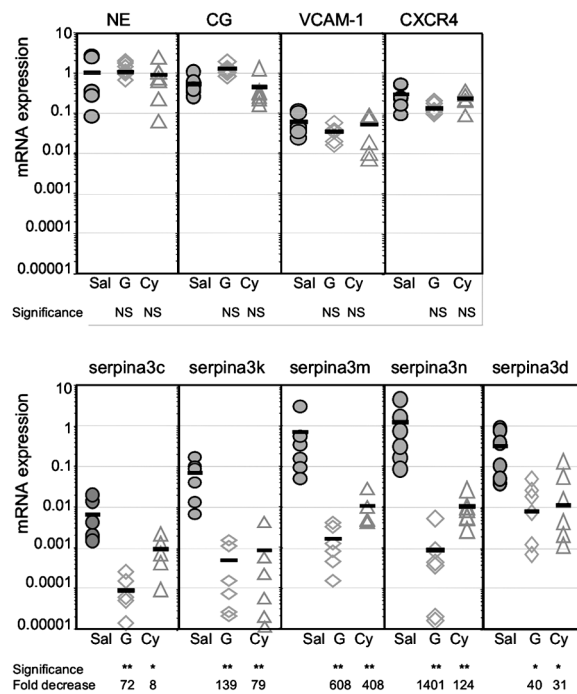 NE CG VCAM-1 CXCR4
mRNA expression
10
1
0.1
0.01
0.001
0.0001
0.00001
Sal G Cy Sal G Cy Sal G Cy Sal G Cy
Significance NS NS NS NS NS NS NS NS
serpina3c serpina3k serpina3m serpina3n serpina3d
mRNA expression
10
1
0.1
0.01
0.001
0.0001
0.00001
Sal G Cy Sal G Cy Sal G Cy Sal G Cy Sal G Cy
Significance ** * ** ** ** ** ** ** * *
Fold decrease 72 8 139 79 608 408 1401 124 40 31